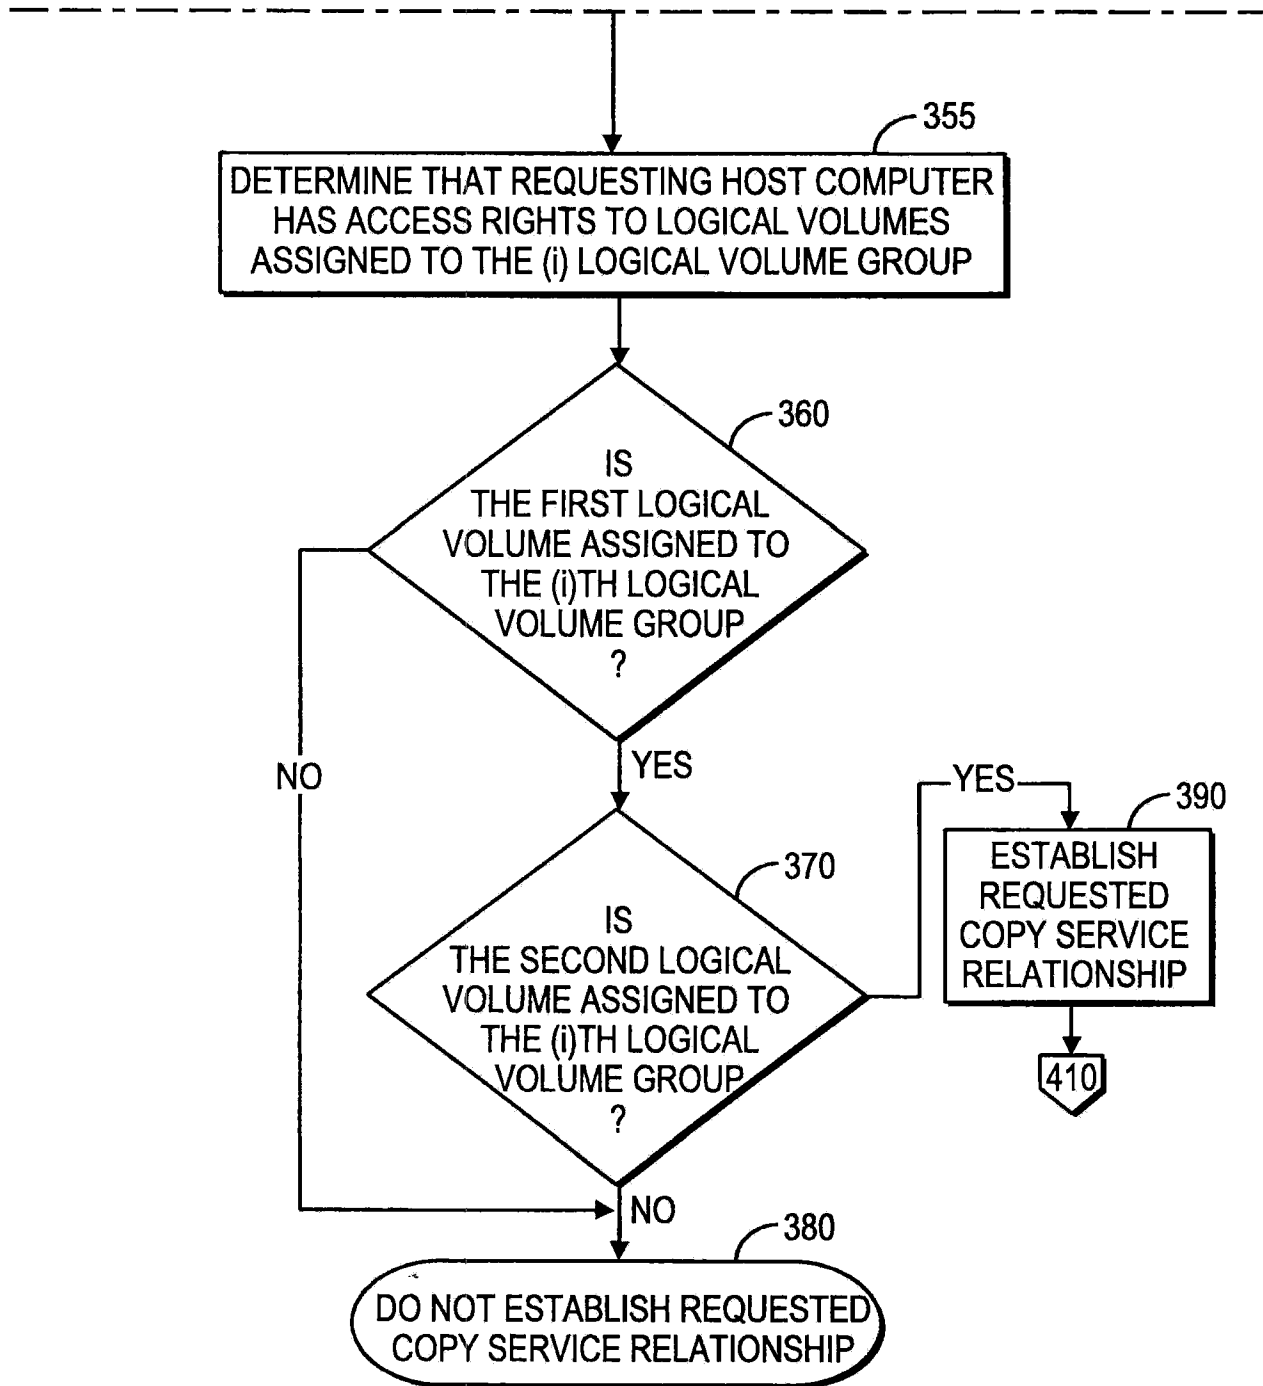 355
DETERMINE THAT REQUESTING HOST COMPUTER
HAS ACCESS RIGHTS TO LOGICAL VOLUMES
ASSIGNED TO THE (i) LOGICAL VOLUME GROUP
360
IS
THE FIRST LOGICAL
VOLUME ASSIGNED TO
THE (i)TH LOGICAL
VOLUME GROUP
?
NO
YES
370
IS
THE SECOND LOGICAL
VOLUME ASSIGNED TO
THE (i)TH LOGICAL
VOLUME GROUP
?
YES
390
ESTABLISH
REQUESTED
COPY SERVICE
RELATIONSHIP
410
NO
380
DO NOT ESTABLISH REQUESTED
COPY SERVICE RELATIONSHIP